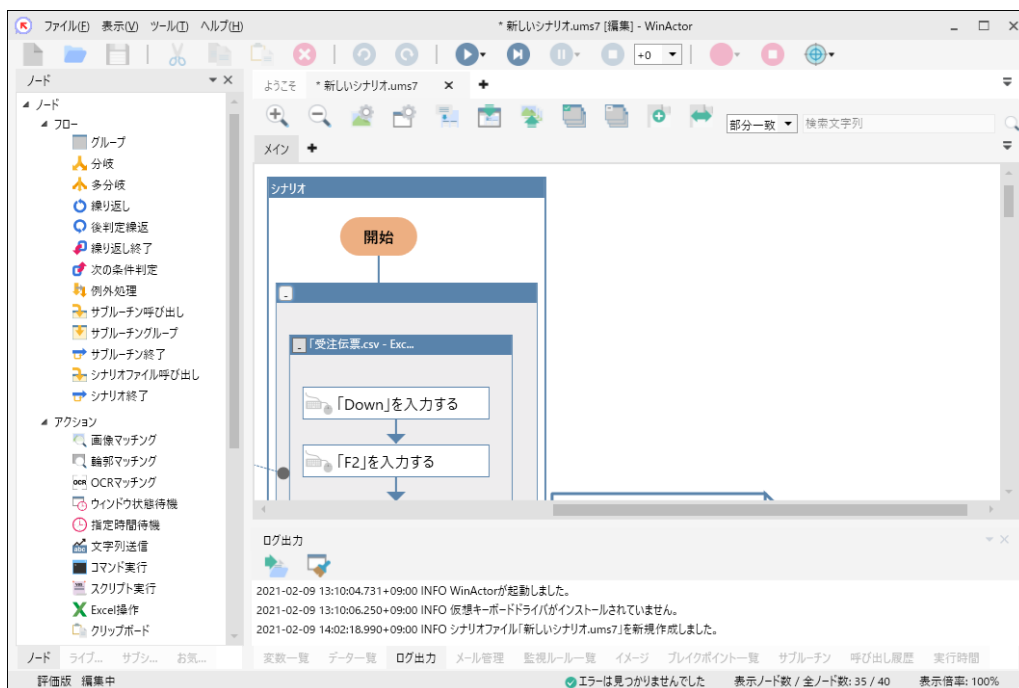 ファイル(F) 表示(V) ツール(T) ヘルプ(H)
* 新しいシナリオ.ums7 [編集] - WinActor
+0
ノード
ノード
フロー
グループ
分岐
多分岐
繰り返し
後判定繰返
繰り返し終了
次の条件判定
例外処理
サブルーチン呼び出し
サブルーチングループ
サブルーチン終了
シナリオファイル呼び出し
シナリオ終了
アクション
画像マッチング
輪郭マッチング
OCR OCRマッチング
ウィンドウ状態待機
指定時間待機
文字列送信
コマンド実行
スクリプト実行
Excel操作
クリップボード
ノード ライブ... サブシ... お気...
ようこそ * 新しいシナリオ.ums7
部分一致 検索文字列
メイン
シナリオ
開始
「受注伝票.csv - Exc...
「Down」を入力する
「F2」を入力する
ログ出力
2021-02-09 13:10:04.731+09:00 INFO WinActorが起動しました。
2021-02-09 13:10:06.250+09:00 INFO 仮想キーボードドライバがインストールされていません。
2021-02-09 14:02:18.990+09:00 INFO シナリオファイル「新しいシナリオ.ums7」を新規作成しました。
変数一覧 データ一覧 ログ出力 メール管理 監視ルール一覧 イメージ ブレイクポイント一覧 サブルーチン 呼び出し履歴 実行時間
評価版 編集中 エラーは見つかりませんでした 表示ノード数 / 全ノード数: 35 / 40 表示倍率: 100%